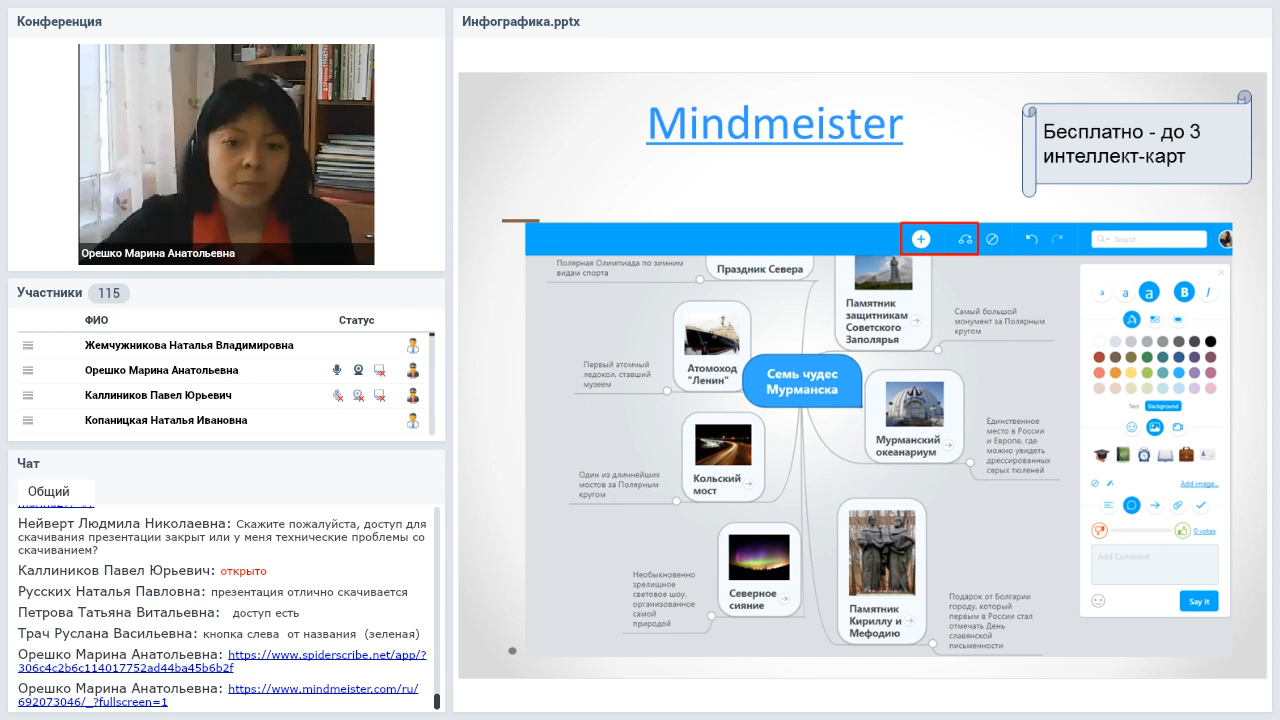 Конференция
Орешко Марина Анатольевна
Участники 115
ФИО Статус
Жемчужникова Наталья Владимировна
Орешко Марина Анатольевна
Каллиников Павел Юрьевич
Копаницкая Наталья Ивановна
Чат
Общий
Нейверт Людмила Николаевна: Скажите пожалуйста, доступ для
скачивания презентации закрыт или у меня технические проблемы со
скачиванием?
Каллиников Павел Юрьевич: открыто
Русских Наталья Павловна: презентация отлично скачивается
Петрова Татьяна Витальевна: доступ есть
Трач Руслана Васильевна: кнопка слева от названия (зеленая)
Орешко Марина Анатольевна: https://www.spiderscribe.net/app/?
306c4c2b6c114017752ad44ba45b6b2f
Орешко Марина Анатольевна: https://www.mindmeister.com/ru/
692073046/_?fullscreen=1
Инфографика.pptx
Mindmeister
Бесплатно - до 3
интеллект-карт
Search
Полярная Олимпиада по зимним
видам спорта
Праздник Севера
Памятник
защитникам
Советского
Заполярья
Самый большой
монумент за Полярным
кругом
Первый атомный
ледокол, ставший
музеем
Атомоход
"Ленин"
Семь чудес
Мурманска
Мурманский
океанариум
Единственное
место в России
и Европе, где
можно увидеть
дрессированных
серых тюленей
Один из длиннейших
мостов за Полярным
кругом
Кольский
мост
Необыкновенно
зрелищное
световое шоу,
организованное
самой
природой
Северное
сияние
Памятник
Кириллу и
Мефодию
Подарок от Болгарии
городу, который
первым в России стал
отмечать День
славянской
письменности
a a a B I
A
Text Background
Add image...
0 votes
Add Comment
Say It